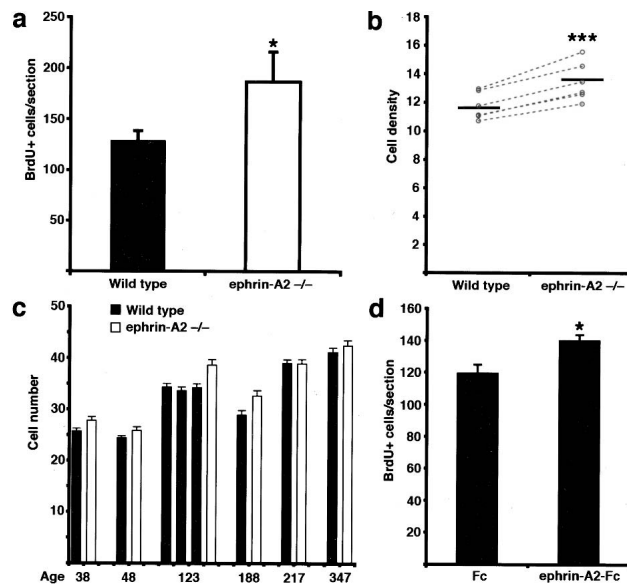 a
250
200
150
100
50
BrdU+ cells/section
*
Wild type ephrin-A2 –/–
b
18
16
14
12
10
8
6
4
2
Cell density
***
Wild type ephrin-A2 –/–
c
Wild type
ephrin-A2 –/–
50
40
30
20
10
Cell number
Age 38 48 123 188 217 347
d
160
140
120
100
80
60
40
20
BrdU+ cells/section
*
Fc ephrin-A2-Fc